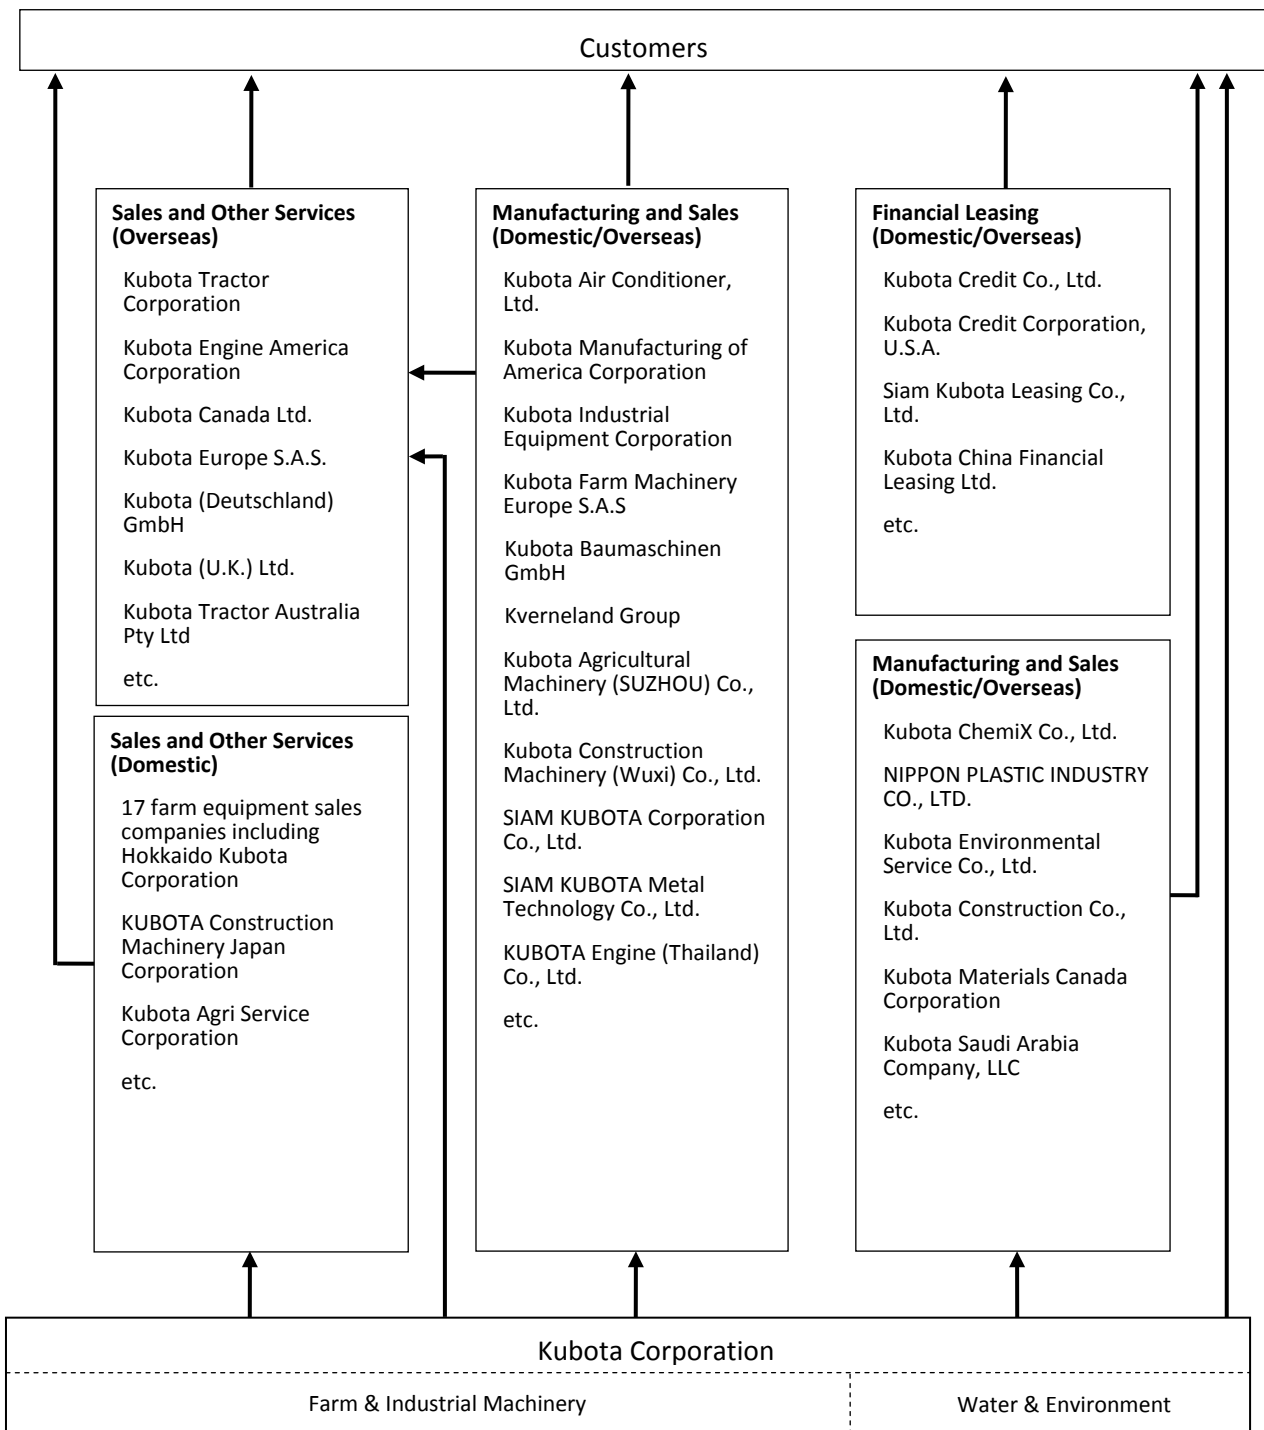 Customers
Sales and Other Services
(Overseas)
Kubota Tractor
Corporation
Kubota Engine America
Corporation
Kubota Canada Ltd.
Kubota Europe S.A.S.
Kubota (Deutschland)
GmbH
Kubota (U.K.) Ltd.
Kubota Tractor Australia
Pty Ltd
etc.
Sales and Other Services
(Domestic)
17 farm equipment sales
companies including
Hokkaido Kubota
Corporation
KUBOTA Construction
Machinery Japan
Corporation
Kubota Agri Service
Corporation
etc.
Manufacturing and Sales
(Domestic/Overseas)
Kubota Air Conditioner,
Ltd.
Kubota Manufacturing of
America Corporation
Kubota Industrial
Equipment Corporation
Kubota Farm Machinery
Europe S.A.S
Kubota Baumaschinen
GmbH
Kverneland Group
Kubota Agricultural
Machinery (SUZHOU) Co.,
Ltd.
Kubota Construction
Machinery (Wuxi) Co., Ltd.
SIAM KUBOTA Corporation
Co., Ltd.
SIAM KUBOTA Metal
Technology Co., Ltd.
KUBOTA Engine (Thailand)
Co., Ltd.
etc.
Financial Leasing
(Domestic/Overseas)
Kubota Credit Co., Ltd.
Kubota Credit Corporation,
U.S.A.
Siam Kubota Leasing Co.,
Ltd.
Kubota China Financial
Leasing Ltd.
etc.
Manufacturing and Sales
(Domestic/Overseas)
Kubota ChemiX Co., Ltd.
NIPPON PLASTIC INDUSTRY
CO., LTD.
Kubota Environmental
Service Co., Ltd.
Kubota Construction Co.,
Ltd.
Kubota Materials Canada
Corporation
Kubota Saudi Arabia
Company, LLC
etc.
Kubota Corporation
Farm & Industrial Machinery
Water & Environment